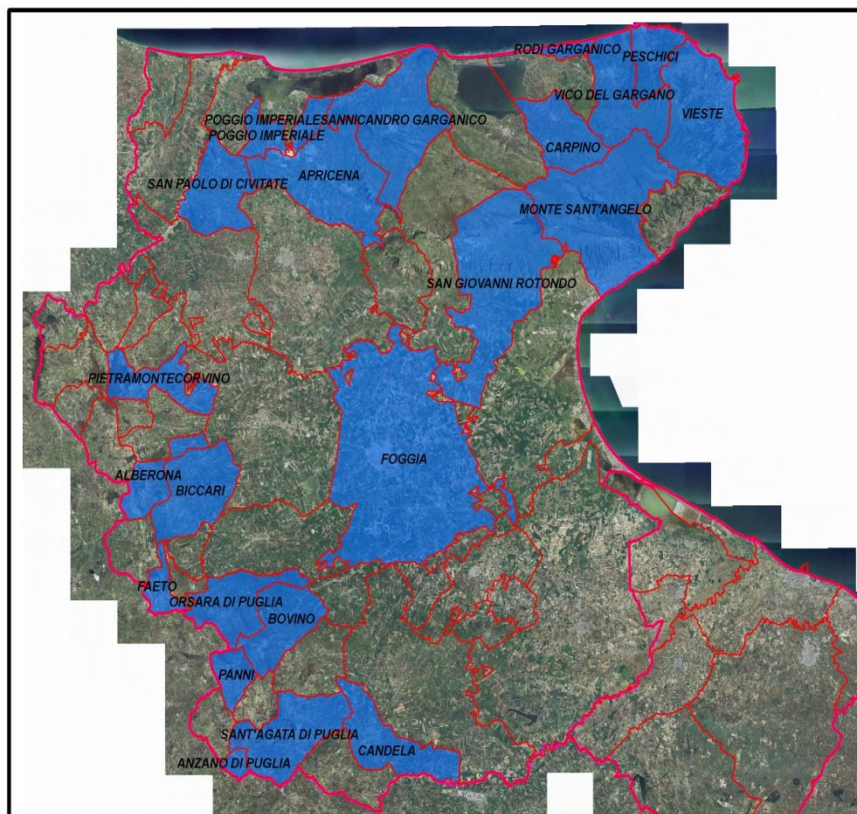 RODI GARGANICO
PESCHICI
VICO DEL GARGANO
VIESTE
POGGIO IMPERIALE
SANNICANDRO GARGANICO
POGGIO IMPERIALE
CARPINO
SAN PAOLO DI CIVITATE
APRICENA
MONTE SANT'ANGELO
SAN GIOVANNI ROTONDO
PIETRAMONTECORVINO
FOGGIA
ALBERONA
BICCARI
FAETO
ORSARA DI PUGLIA
BOVINO
PANNI
SANT'AGATA DI PUGLIA
CANDELA
ANZANO DI PUGLIA